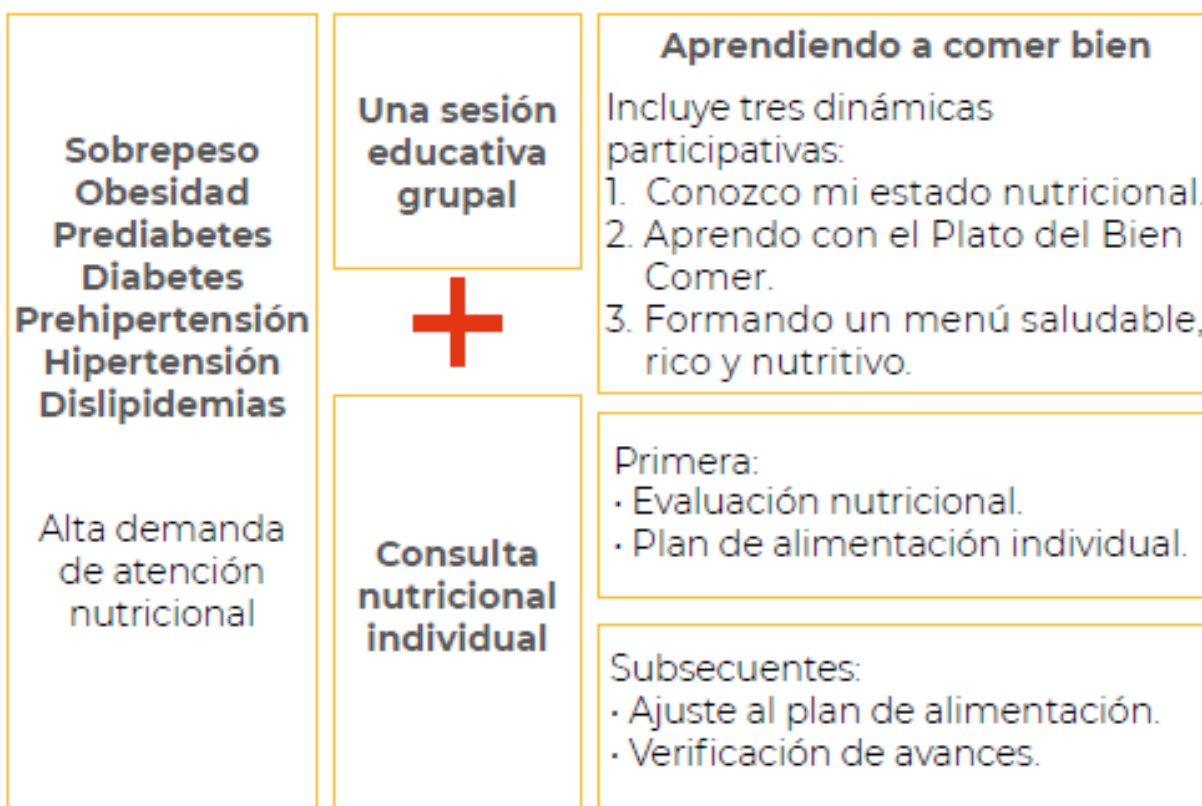 Sobrepeso
Obesidad
Prediabetes
Diabetes
Prehipertensión
Hipertensión
Dislipidemias
Alta demanda
de atención
nutricional
Una sesión
educativa
grupal
Consulta
nutricional
individual
Aprendiendo a comer bien
Incluye tres dinámicas
participativas:
1. Conozco mi estado nutricional.
2. Aprendo con el Plato del Bien
Comer.
3. Formando un menú saludable,
rico y nutritivo.
Primera:
· Evaluación nutricional.
· Plan de alimentación individual.
Subsecuentes:
· Ajuste al plan de alimentación.
· Verificación de avances.